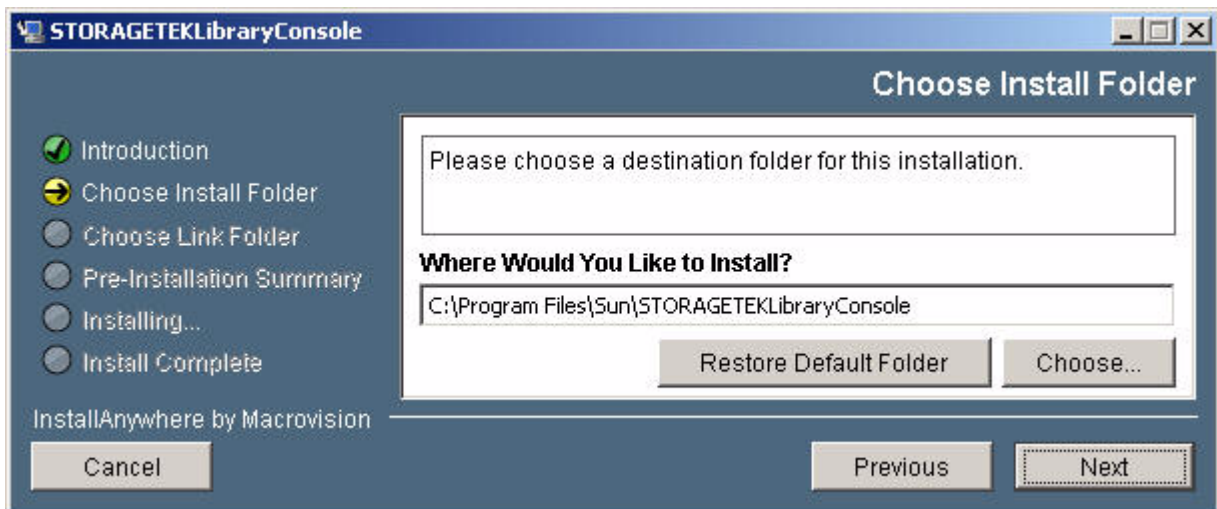 STORAGETEKLibraryConsole
Choose Install Folder
Introduction
Choose Install Folder
Choose Link Folder
Pre-Installation Summary
Installing...
Install Complete
Please choose a destination folder for this installation.
Where Would You Like to Install?
C:\Program Files\Sun\STORAGETEKLibraryConsole
Restore Default Folder
Choose...
InstallAnywhere by Macrovision
Cancel
Previous
Next